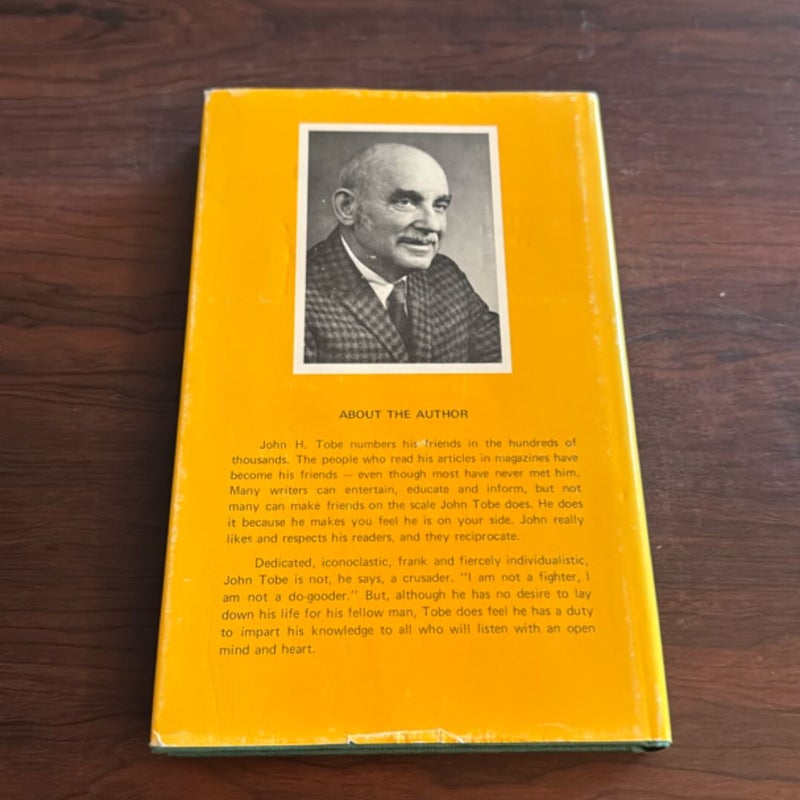 ABOUT THE AUTHOR
John H. Tobe numbers his friends in the hundreds of
thousands. The people who read his articles in magazines have
become his friends — even though most have never met him.
Many writers can entertain, educate and inform, but not
many can make friends on the scale John Tobe does. He does
it because he makes you feel he is on your side. John really
likes and respects his readers, and they reciprocate.
Dedicated, iconoclastic, frank and fiercely individualistic,
John Tobe is not, he says, a crusader. "I am not a fighter, I
am not a do-gooder." But, although he has no desire to lay
down his life for his fellow man, Tobe does feel he has a duty
to impart his knowledge to all who will listen with an open
mind and heart.